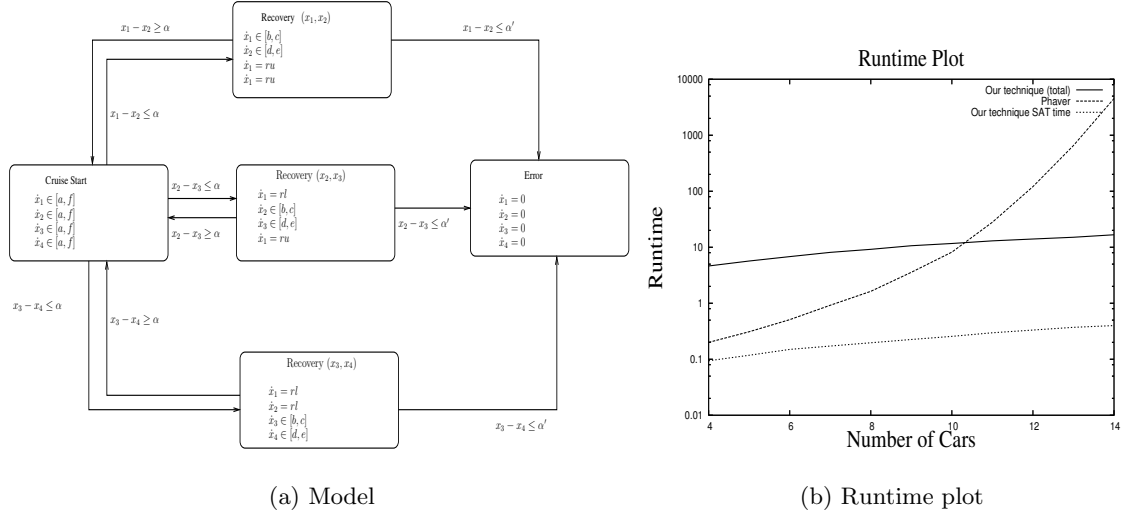 Recovery (x₁, x₂)
ẋ₁ ∈ [b, c]
ẋ₂ ∈ [d, e]
ẋ₁ = ru
ẋ₁ = ru
x₁ − x₂ ≥ α
x₁ − x₂ ≤ α′
x₁ − x₂ ≤ α
Cruise Start
ẋ₁ ∈ [a, f]
ẋ₂ ∈ [a, f]
ẋ₃ ∈ [a, f]
ẋ₄ ∈ [a, f]
x₂ − x₃ ≤ α
x₂ − x₃ ≥ α
Recovery (x₂, x₃)
ẋ₁ = rl
ẋ₂ ∈ [b, c]
ẋ₃ ∈ [d, e]
ẋ₁ = ru
x₂ − x₃ ≤ α′
Error
ẋ₁ = 0
ẋ₂ = 0
ẋ₃ = 0
ẋ₄ = 0
x₃ − x₄ ≤ α
x₃ − x₄ ≥ α
Recovery (x₃, x₄)
ẋ₁ = rl
ẋ₂ = rl
ẋ₃ ∈ [b, c]
ẋ₄ ∈ [d, e]
x₃ − x₄ ≤ α′
(a) Model
Runtime Plot
Our technique (total)
Phaver
Our technique SAT time
10000
1000
100
10
1
0.1
0.01
Runtime
4 6 8 10 12 14
Number of Cars
(b) Runtime plot